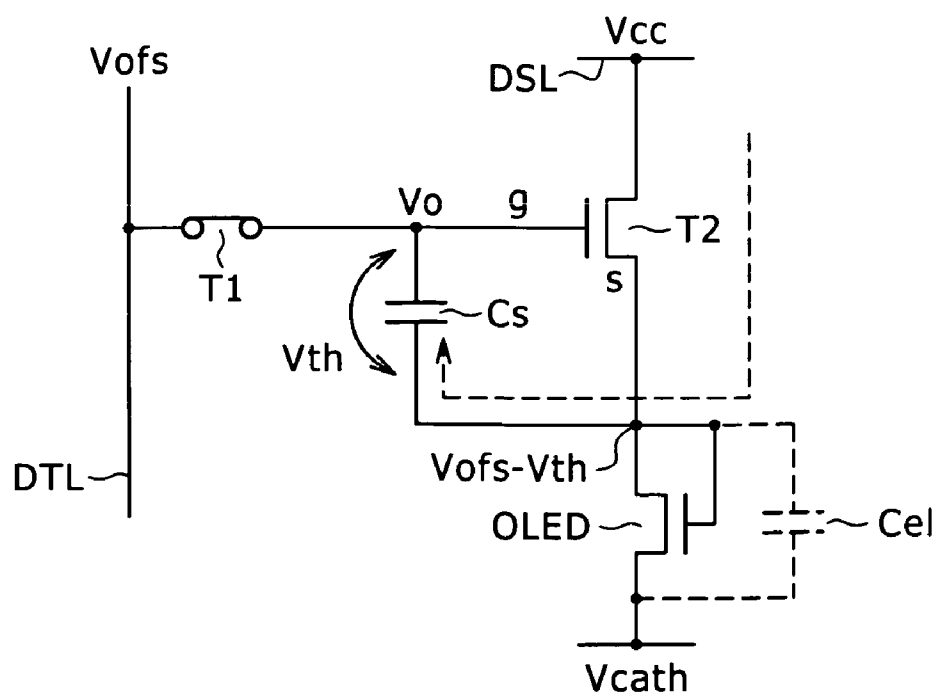 Vcc
Vofs
DSL
Vo
g
T2
T1
s
Cs
Vth
Vofs-Vth
DTL
OLED
Cel
Vcath